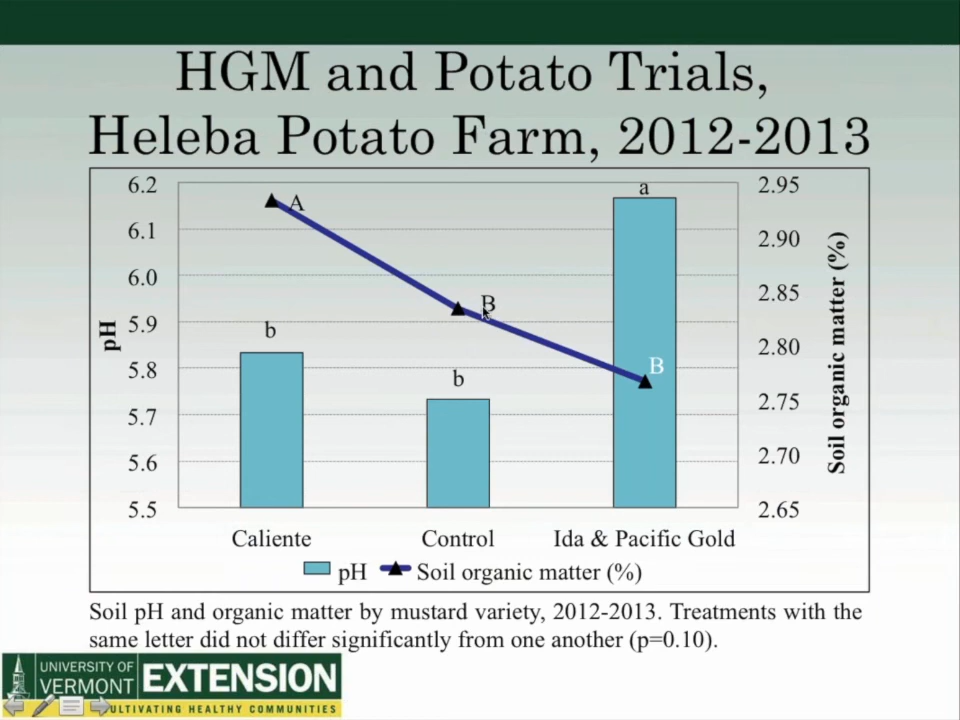 HGM and Potato Trials,
Heleba Potato Farm, 2012-2013
6.2
6.1
6.0
5.9
5.8
5.7
5.6
5.5
pH
b
b
a
A
B
B
2.95
2.90
2.85
2.80
2.75
2.70
2.65
Soil organic matter (%)
Caliente
Control
Ida & Pacific Gold
pH
Soil organic matter (%)
Soil pH and organic matter by mustard variety, 2012-2013. Treatments with the
same letter did not differ significantly from one another (p=0.10).
UNIVERSITY OF
VERMONT
EXTENSION
HEALTHY COMMUNITIES